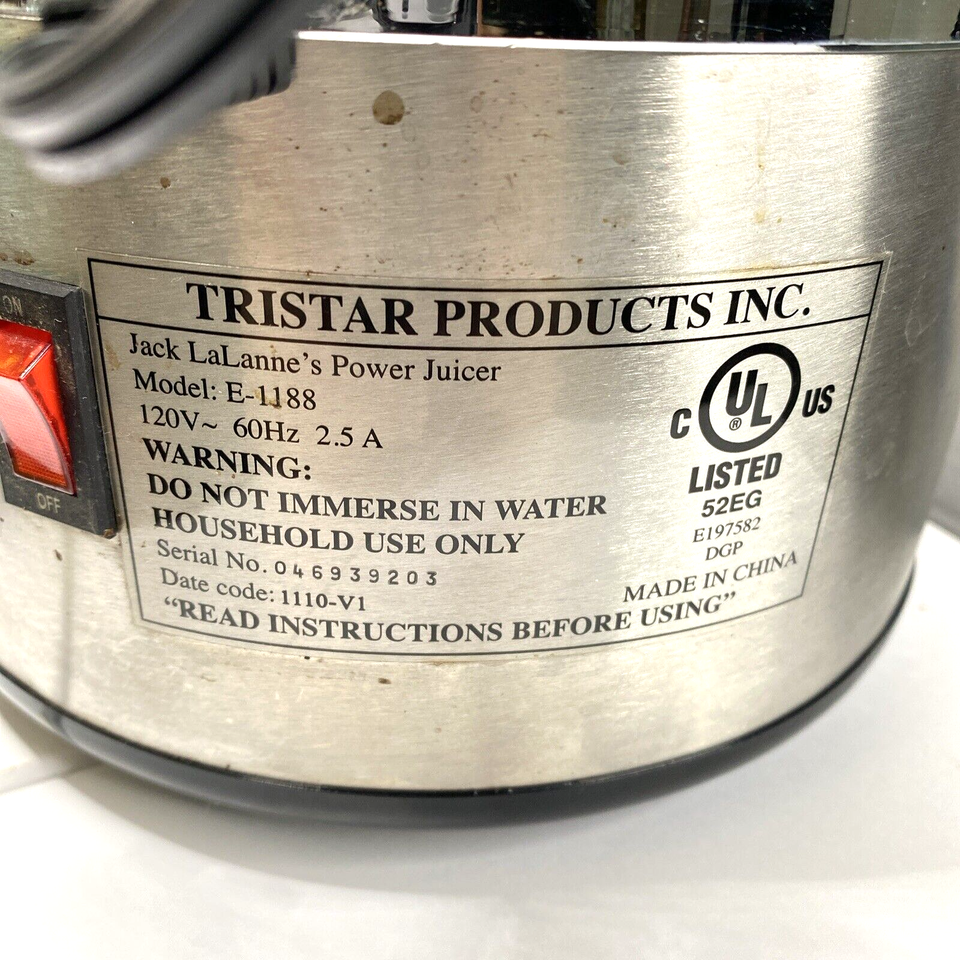 ON
OFF
TRISTAR PRODUCTS INC.
Jack LaLanne's Power Juicer
Model: E-1188
120V~ 60Hz 2.5 A
WARNING:
DO NOT IMMERSE IN WATER
HOUSEHOLD USE ONLY
Serial No. 046939203
Date code: 1110-V1
"READ INSTRUCTIONS BEFORE USING"
C UL® US
LISTED
52EG
E197582
DGP
MADE IN CHINA